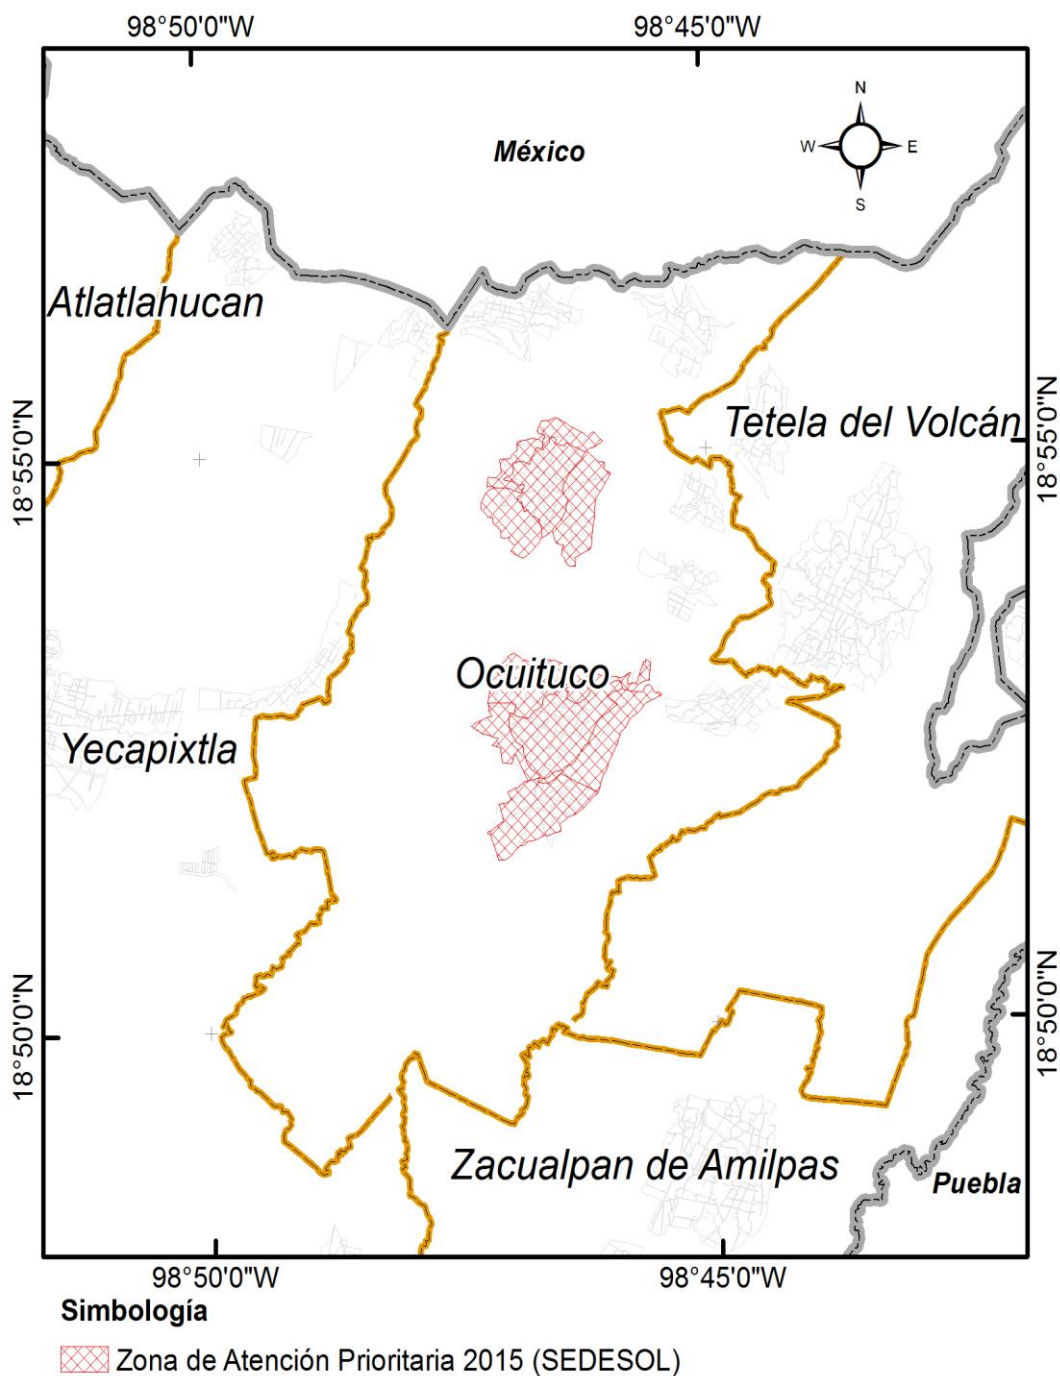 98°50'0"W
98°45'0"W
N
México
W
E
S
Atlatlahucan
18°55'0"N
Tetela del Volcán
18°55'0"N
Ocuituco
Yecapixtla
18°50'0"N
18°50'0"N
Zacualpan de Amilpas
Puebla
98°50'0"W
98°45'0"W
Simbología
Zona de Atención Prioritaria 2015 (SEDESOL)